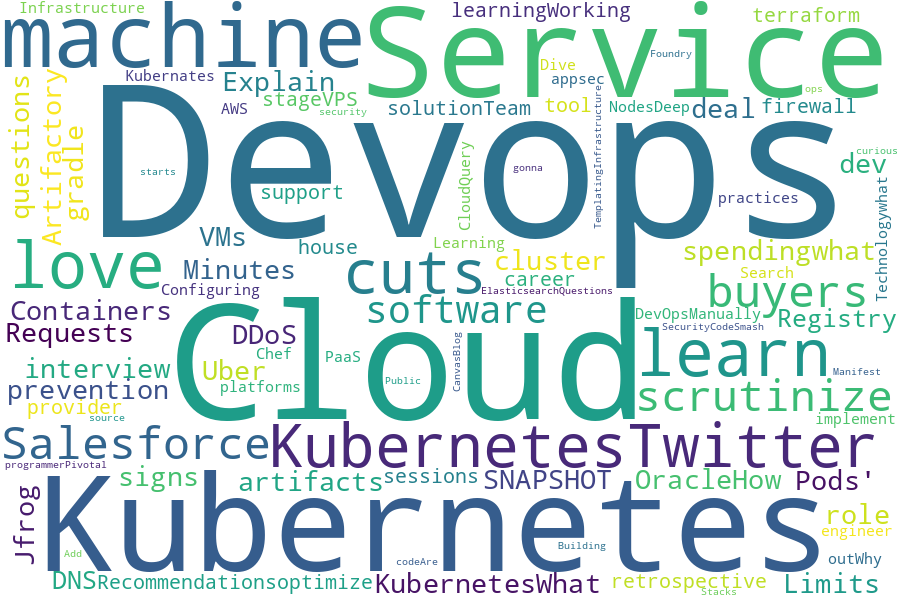 Infrastructure
machine
Service
learningWorking
terraform
Kubernates
Explain
Dive
appsec
Foundry
ops
AWS
stageVPS
security
solutionTeam
tool
NodesDeep
deal
firewall
questions
Artifactory
gradle
Devops
TemplatingInfrastructure
CloudQuery
starts
gonna
curious
dev
support
practices
Technologywhat
VMs
house
Learning
spendingwhat
love
Minutes
cuts
cluster
Search
career
buyers
Configuring
ElasticsearchQuestions
Containers
software
DevOpsManually
Registry
Requests
DDoS
SecurityCodeSmash
Cloud
Chef
PaaS
CanvasBlog
learn
interview
Uber
Public
Manifest
prevention
platforms
scrutinize
provider
source
implement
Salesforce
KubernetesTwitter
programmerPivotal
signs
artifacts
sessions
SNAPSHOT
OracleHow
Pods'
Jfrog
Kubernetes
role
engineer
Add
codeAre
Building
outWhy
DNS
Recommendationsoptimize
KubernetesWhat
retrospective
Stacks
Limits